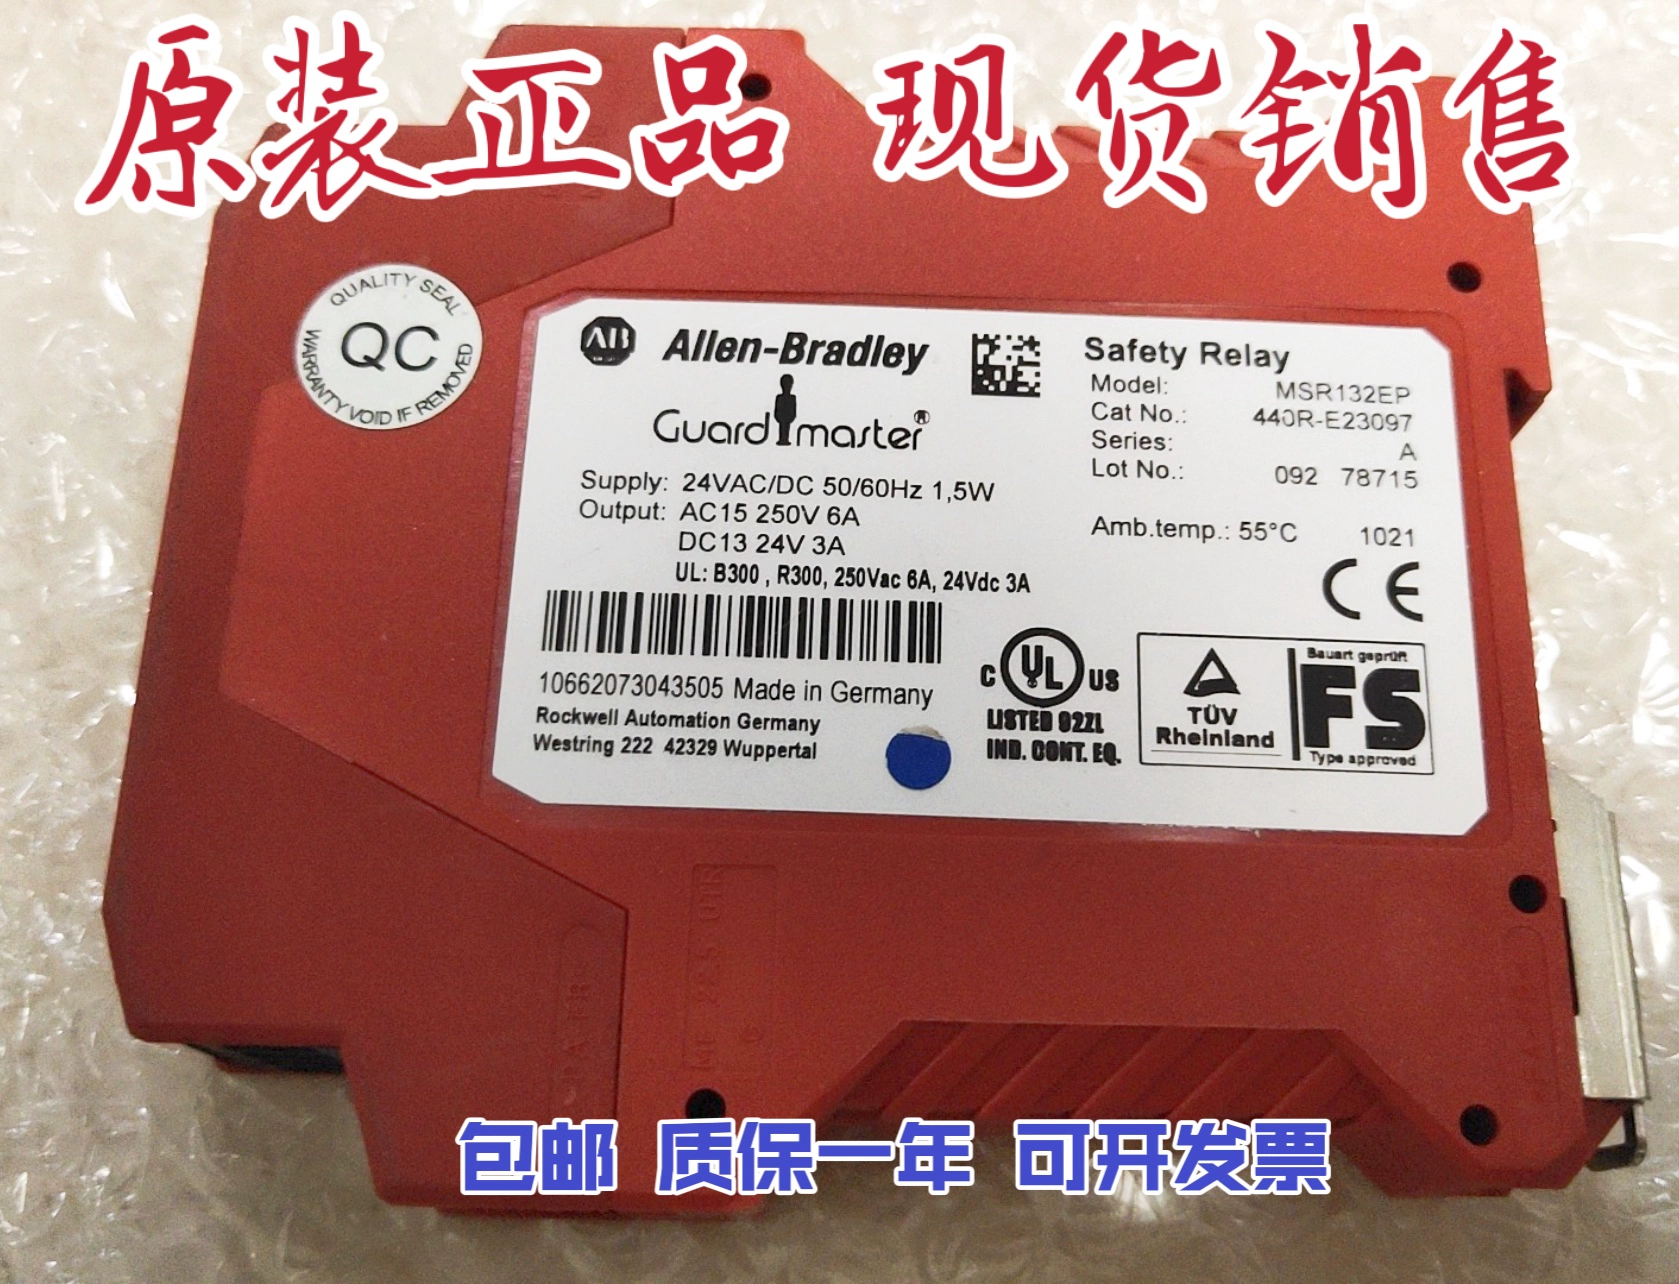 原装正品 现货销售
QUALITY SEAL
QC
WARRANTY VOID IF REMOVED
AB Allen-Bradley
Guardmaster®
Safety Relay
Model: MSR132EP
Cat No.: 440R-E23097
Series: A
Lot No.: 092 78715
Amb.temp.: 55°C 1021
Supply: 24VAC/DC 50/60Hz 1,5W
Output: AC15 250V 6A
DC13 24V 3A
UL: B300 , R300, 250Vac 6A, 24Vdc 3A
CE
10662073043505 Made in Germany
Rockwell Automation Germany
Westring 222 42329 Wuppertal
C UL US
LISTED 92ZL
IND. CONT. EQ.
TÜV
Rheinland
Bauart geprüft
FS
Type approved
包邮 质保一年 可开发票